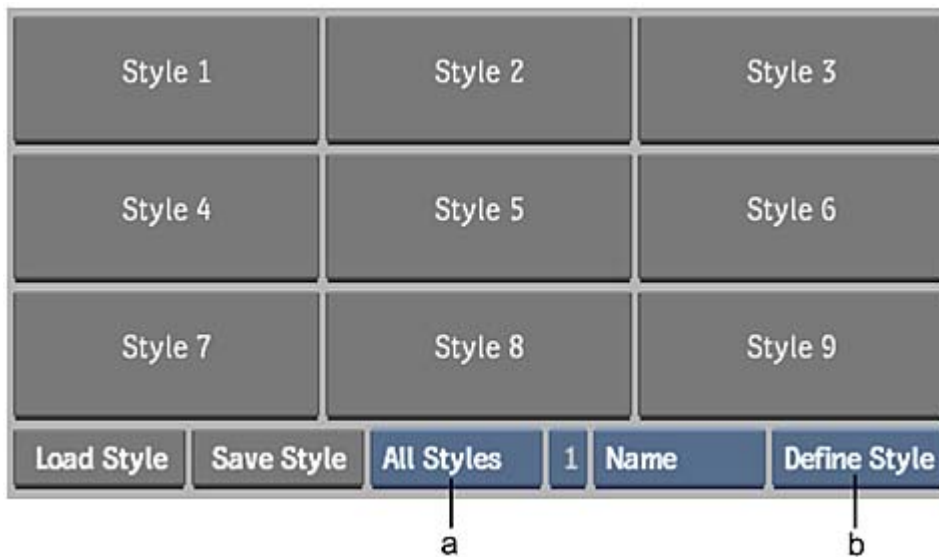 Style 1 Style 2 Style 3
Style 4 Style 5 Style 6
Style 7 Style 8 Style 9
Load Style Save Style All Styles 1 Name Define Style
a b